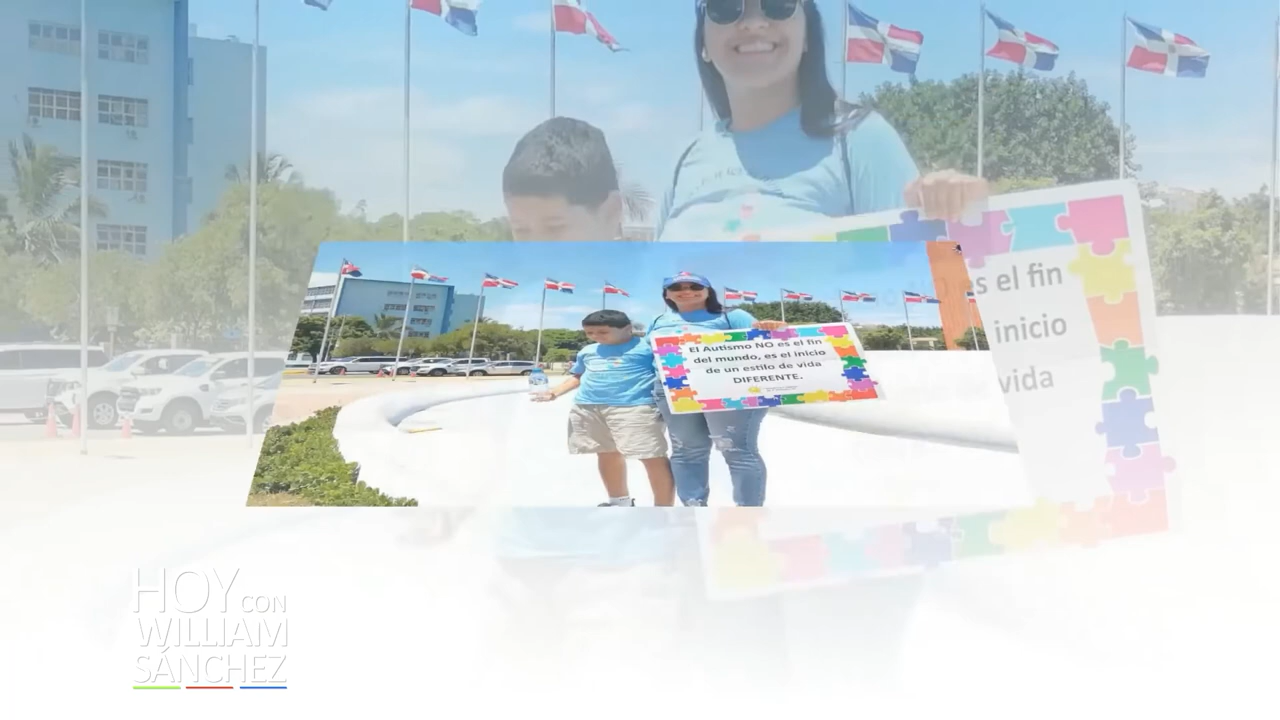 s el fin
inicio
vida
El Autismo NO es el fin
del mundo, es el inicio
de un estilo de vida
DIFERENTE.
HOY CON
WILLIAM
SÁNCHEZ